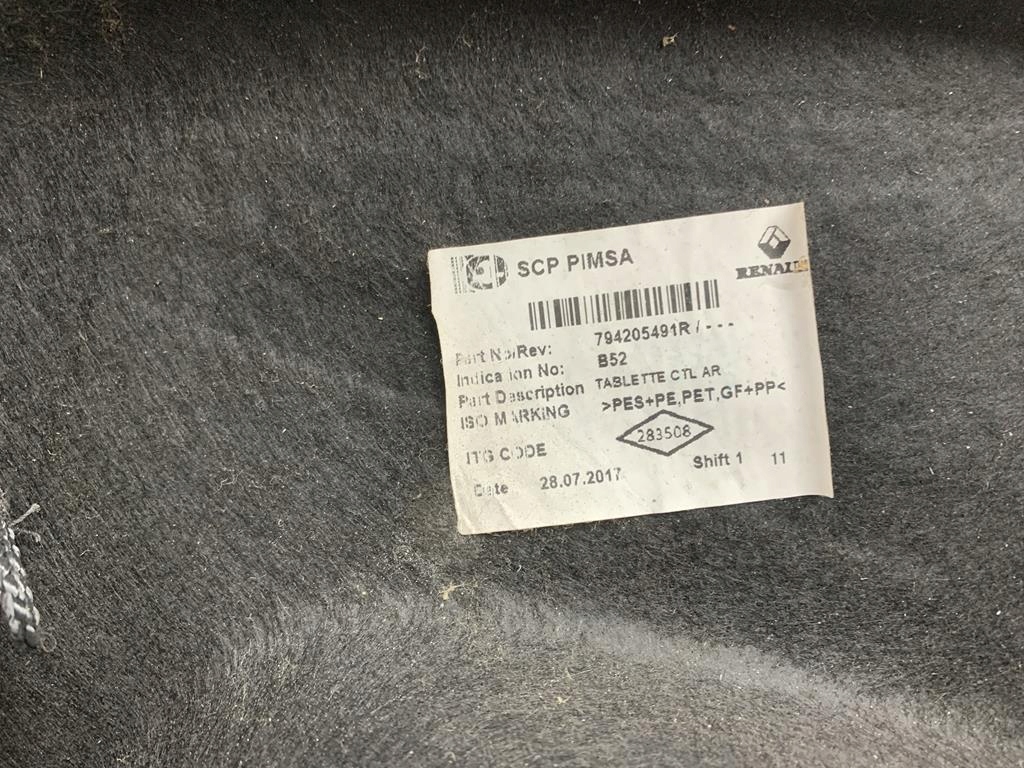 SCP PIMSA
RENAUL
Part No/Rev: 794205491R / - - -
Indication No: B52
Part Description TABLETTE CTL AR
ISO MARKING >PES+PE,PET,GF+PP<
283508
ITG CODE
Date 28.07.2017 Shift 1 11